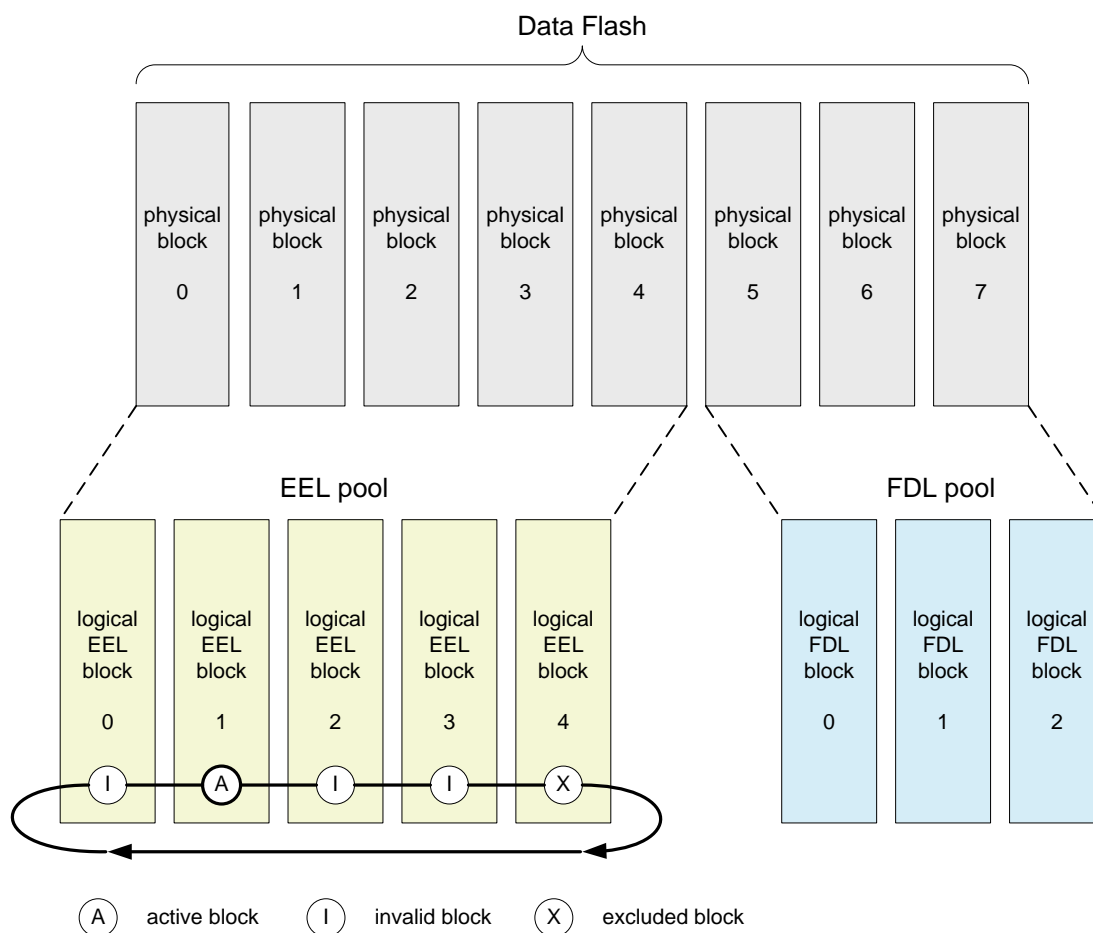 Data Flash
physical
block
0
physical
block
1
physical
block
2
physical
block
3
physical
block
4
physical
block
5
physical
block
6
physical
block
7
EEL pool
FDL pool
logical
EEL
block
0
logical
EEL
block
1
logical
EEL
block
2
logical
EEL
block
3
logical
EEL
block
4
logical
FDL
block
0
logical
FDL
block
1
logical
FDL
block
2
I
A
I
I
X
A active block
I invalid block
X excluded block